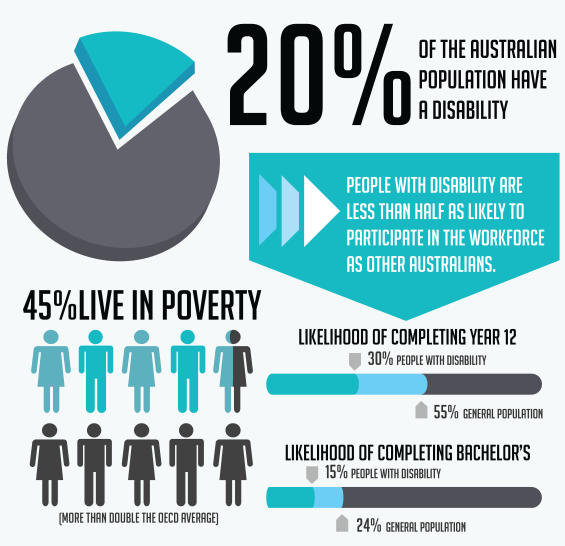 20%
OF THE AUSTRALIAN
POPULATION HAVE
A DISABILITY
PEOPLE WITH DISABILITY ARE
LESS THAN HALF AS LIKELY TO
PARTICIPATE IN THE WORKFORCE
AS OTHER AUSTRALIANS.
45% LIVE IN POVERTY
(MORE THAN DOUBLE THE OECD AVERAGE)
LIKELIHOOD OF COMPLETING YEAR 12
30% PEOPLE WITH DISABILITY
55% GENERAL POPULATION
LIKELIHOOD OF COMPLETING BACHELOR'S
15% PEOPLE WITH DISABILITY
24% GENERAL POPULATION